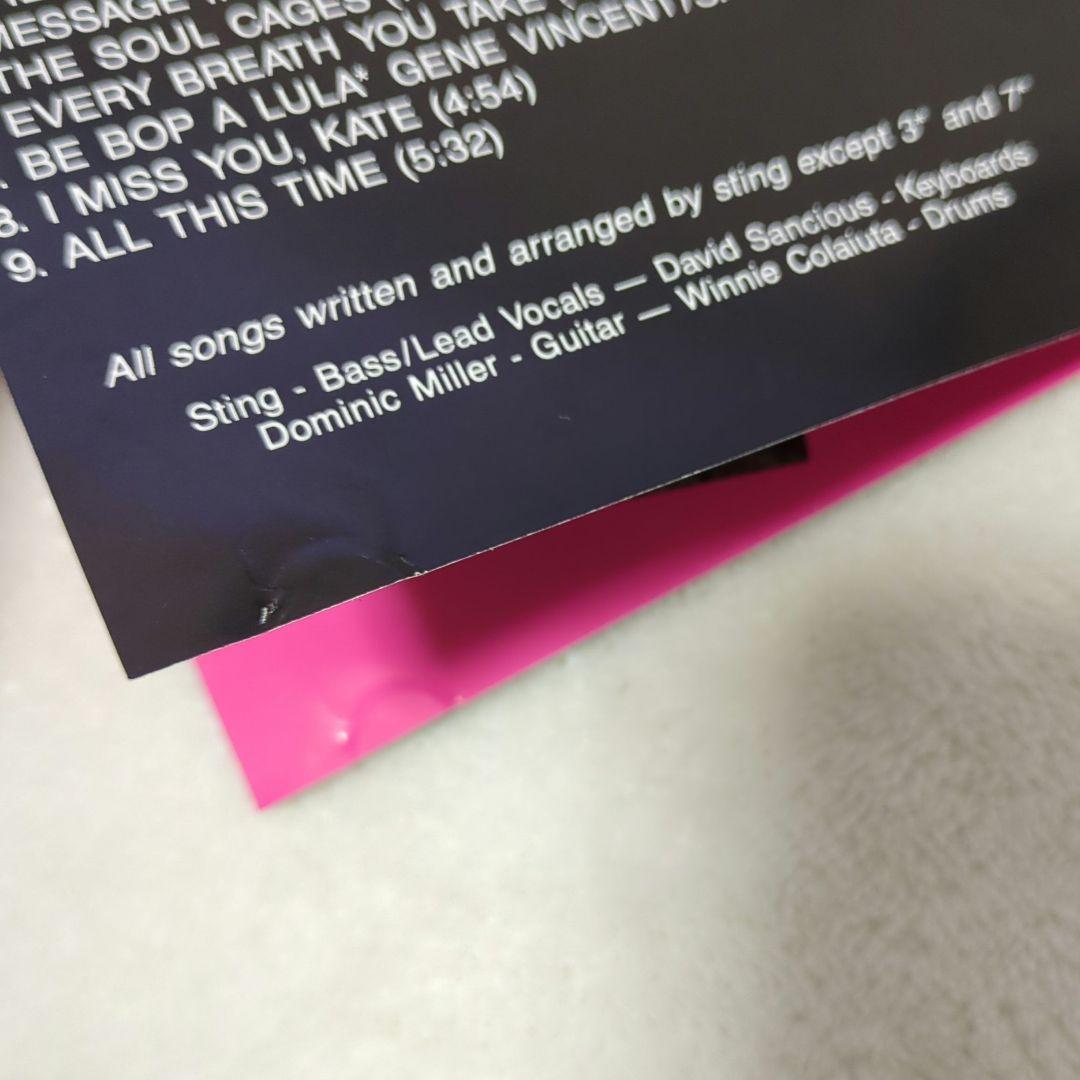 MESSAGE
THE SOUL CAGES (
EVERY BREATH YOU TAKE (
. BE BOP A LULA* GENE VINCENT/
8. I MISS YOU, KATE (4:54)
9. ALL THIS TIME (5:32)
All songs written and arranged by sting except 3* and 7*
Sting - Bass/Lead Vocals — David Sancious - Keyboards
Dominic Miller - Guitar — Winnie Colaiuta - Drums